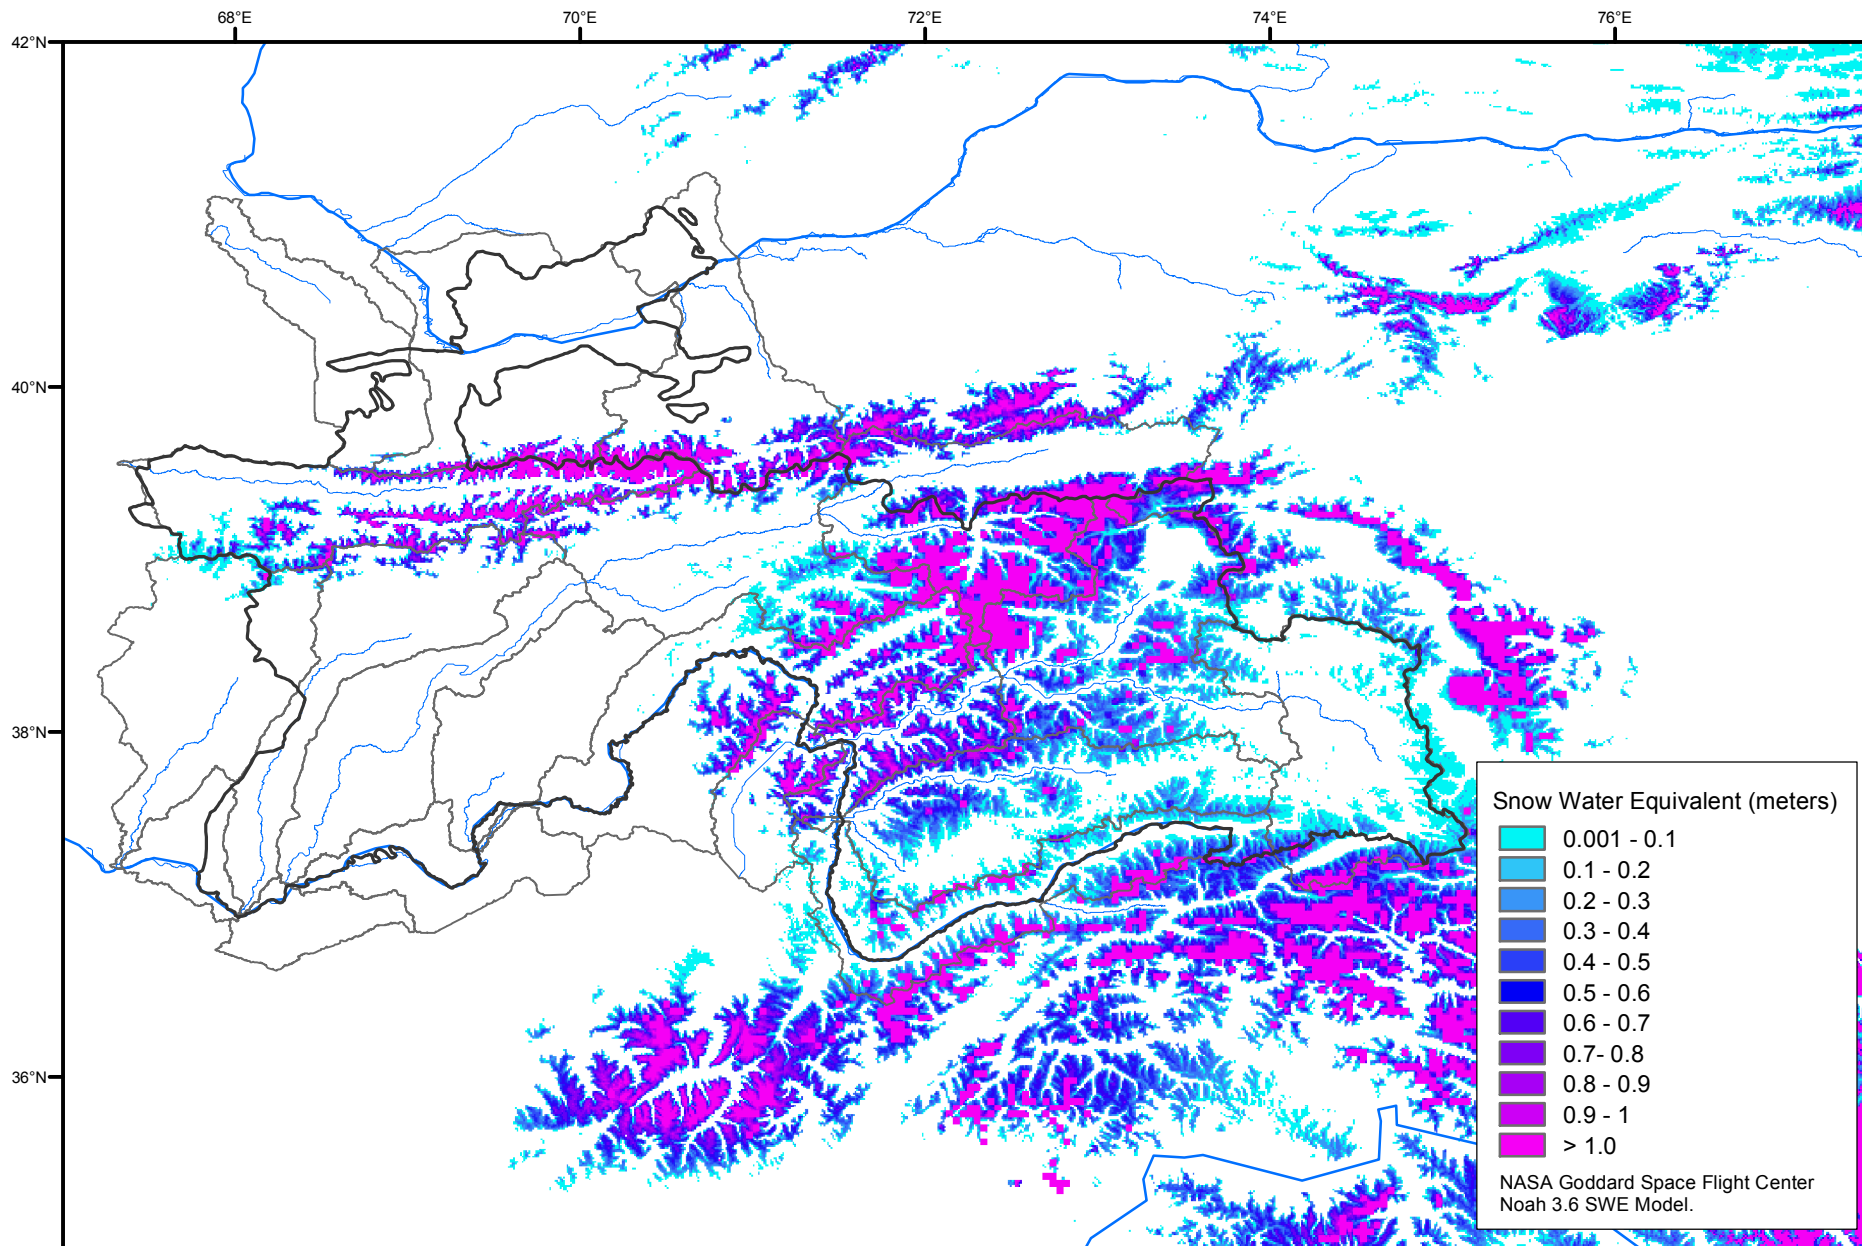 68°E
70°E
72°E
74°E
76°E
42°N
40°N
38°N
36°N
Snow Water Equivalent (meters)
0.001 - 0.1
0.1 - 0.2
0.2 - 0.3
0.3 - 0.4
0.4 - 0.5
0.5 - 0.6
0.6 - 0.7
0.7- 0.8
0.8 - 0.9
0.9 - 1
> 1.0
NASA Goddard Space Flight Center
Noah 3.6 SWE Model.